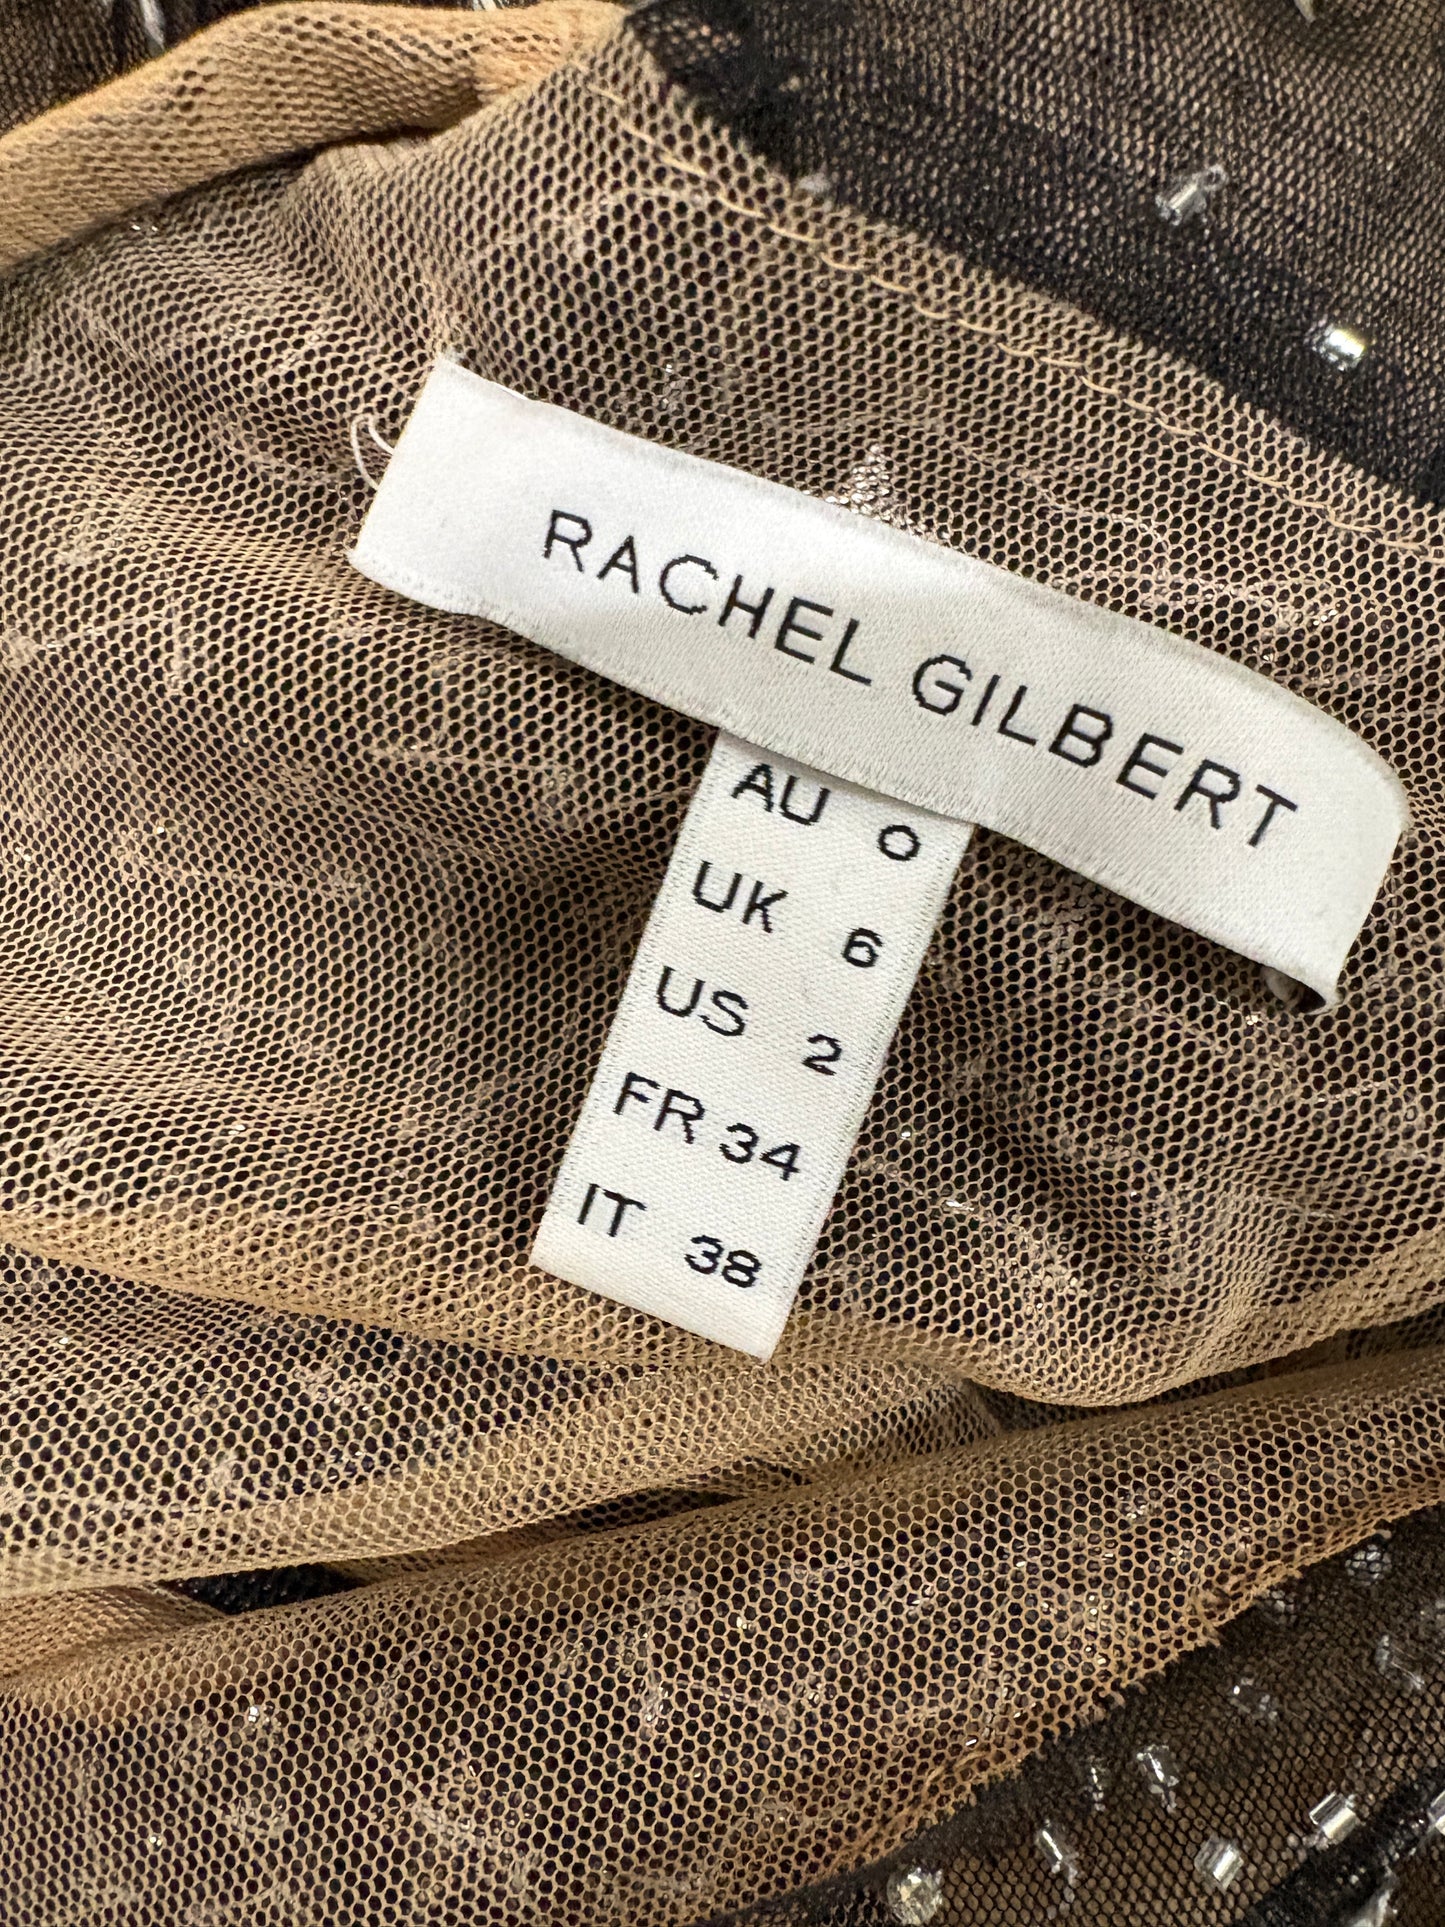 RACHEL GILBERT
AU 0
UK 6
US 2
FR 34
IT 38